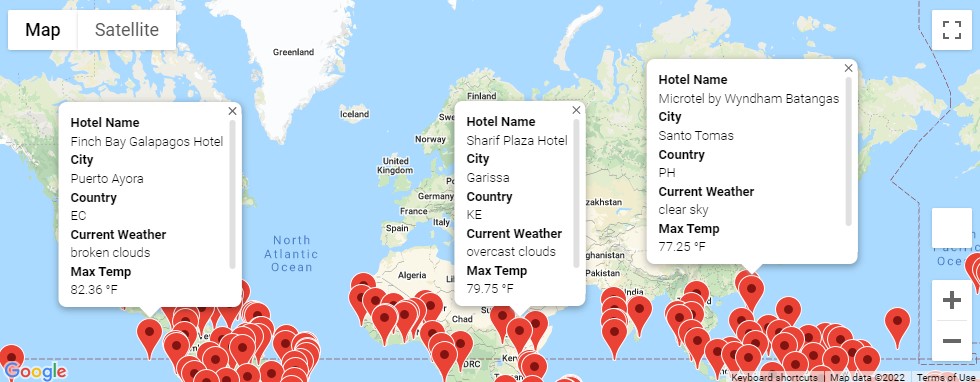 Map
Satellite
Greenland
Iceland
Finland
Norway
United
Kingdom
Germany
France
Italy
Spain
North
Atlantic
Ocean
Algeria
Chad
DRC
Pakistan
Hotel Name
Finch Bay Galapagos Hotel
City
Puerto Ayora
Country
EC
Current Weather
broken clouds
Max Temp
82.36 °F
Hotel Name
Sharif Plaza Hotel
City
Garissa
Country
KE
Current Weather
overcast clouds
Max Temp
79.75 °F
Hotel Name
Microtel by Wyndham Batangas
City
Santo Tomas
Country
PH
Current Weather
clear sky
Max Temp
77.25 °F
Google
Keyboard shortcuts
Map data ©2022
Terms of Use